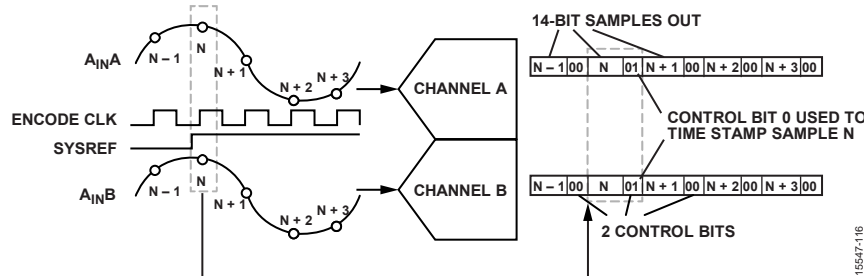 14-BIT SAMPLES OUT
AINA
N – 1
N
N + 1
N + 2
N + 3
CHANNEL A
N – 1 00 N 01 N + 1 00 N + 2 00 N + 3 00
ENCODE CLK
SYSREF
CONTROL BIT 0 USED TO
TIME STAMP SAMPLE N
AINB
N – 1
N
N + 1
N + 2
N + 3
CHANNEL B
N – 1 00 N 01 N + 1 00 N + 2 00 N + 3 00
2 CONTROL BITS
15547-116